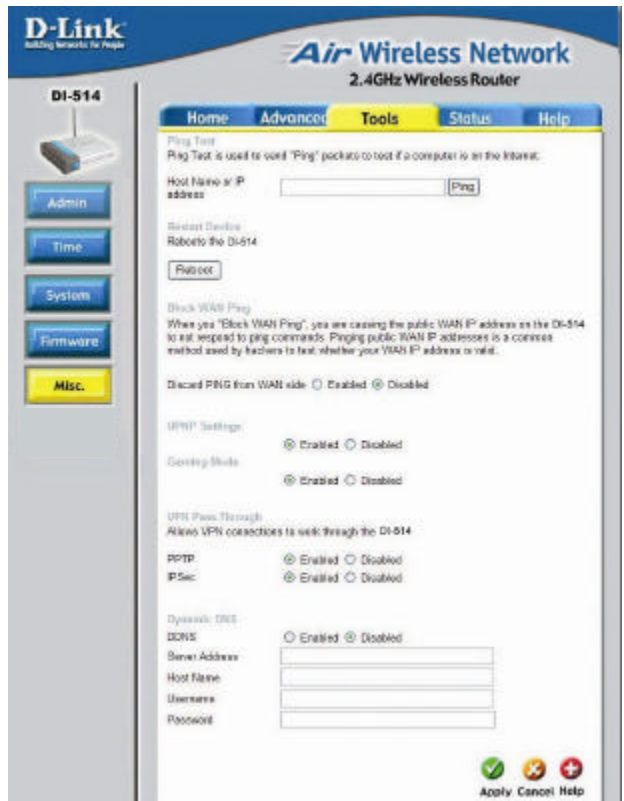 D-Link
Building Networks for People
Air Wireless Network
2.4GHz Wireless Router
DI-514
Home Advanced Tools Status Help
Admin
Time
System
Firmware
Misc.
Ping Test
Ping Test is used to send "Ping" packets to test if a computer is on the Internet.
Host Name or IP
address
Ping
Restart Device
Reboots the DI-514
Reboot
Block WAN Ping
When you "Block WAN Ping", you are causing the public WAN IP address on the DI-514
to not respond to ping commands. Pinging public WAN IP addresses is a common
method used by hackers to test whether your WAN IP address is valid.
Discard PING from WAN side Enabled Disabled
UPNP Settings
Enabled Disabled
Gaming Mode
Enabled Disabled
VPN Pass-Through
Allows VPN connections to work through the DI-514
PPTP Enabled Disabled
IPSec Enabled Disabled
Dynamic DNS
DDNS Enabled Disabled
Server Address
Host Name
Username
Password
Apply Cancel Help